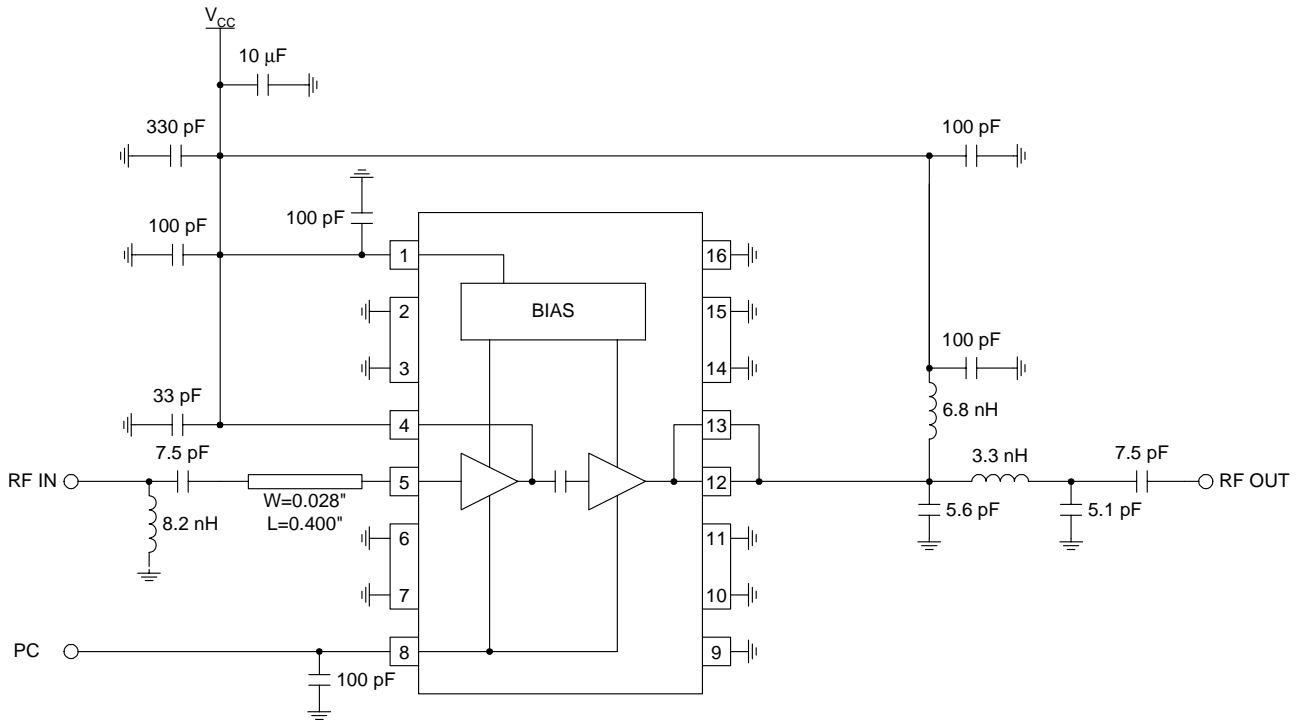 VCC
10 μF
330 pF
100 pF
100 pF
100 pF
1
16
2
BIAS
15
3
14
100 pF
33 pF
4
13
6.8 nH
7.5 pF
3.3 nH
7.5 pF
RF IN
5
12
RF OUT
W=0.028"
L=0.400"
8.2 nH
5.6 pF
5.1 pF
6
11
7
10
PC
8
9
100 pF